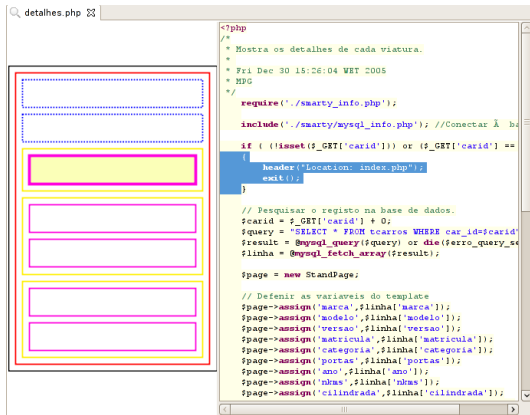 detalhes.php
<?php
/*
* Mostra os detalhes de cada viatura.
*
* Fri Dec 30 15:26:04 WET 2005
* MPG
*/
require('./smarty_info.php');
include('./smarty/mysql_info.php'); //Conectar Ã ba
if ( (!isset($_GET['carid'])) or ($_GET['carid'] ==
{
header("Location: index.php");
exit();
}
// Pesquisar o registo na base de dados.
$carid = $_GET['carid'] + 0;
$query = "SELECT * FROM tcarros WHERE car_id=$carid"
$result = @mysql_query($query) or die($erro_query_se
$linha = @mysql_fetch_array($result);
$page = new StandPage;
// Defenir as variaveis do template
$page->assign('marca',$linha['marca']);
$page->assign('modelo',$linha['modelo']);
$page->assign('versao',$linha['versao']);
$page->assign('matricula',$linha['matricula']);
$page->assign('categoria',$linha['categoria']);
$page->assign('portas',$linha['portas']);
$page->assign('ano',$linha['ano']);
$page->assign('nkms',$linha['nkms']);
$page->assign('cilindrada',$linha['cilindrada']);